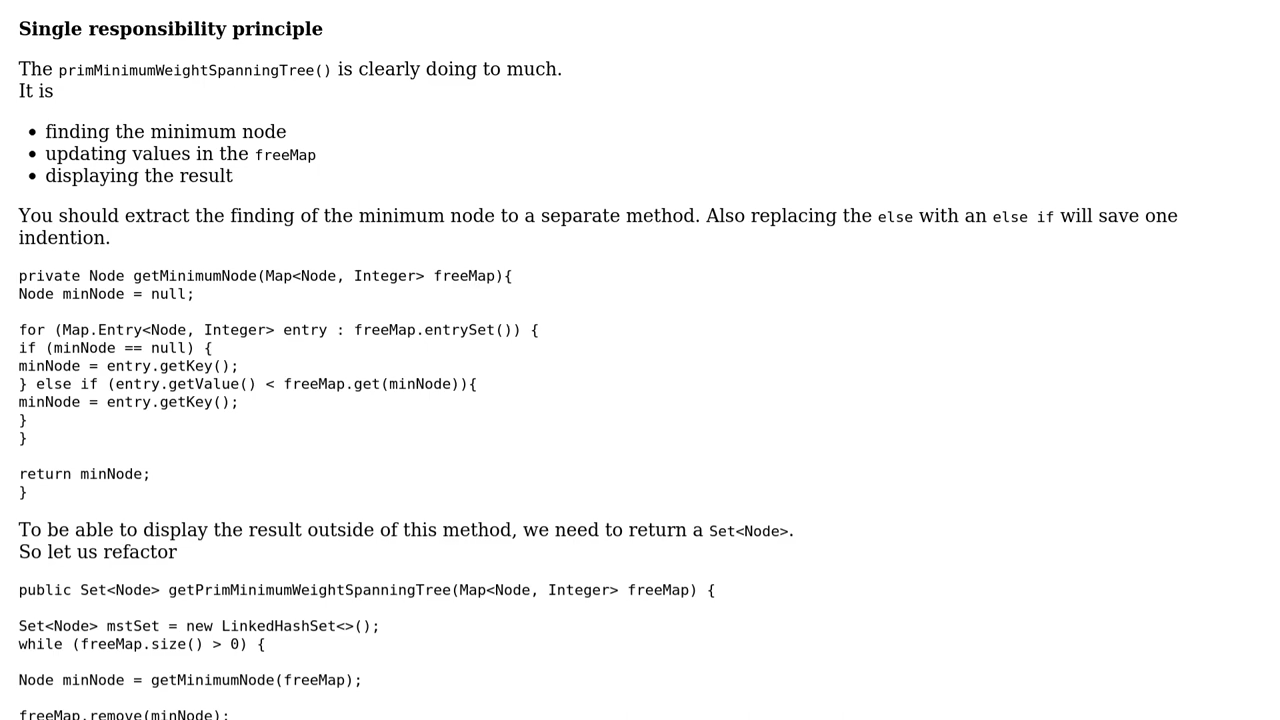 Single responsibility principle
The primMinimumWeightSpanningTree() is clearly doing to much.
It is
• finding the minimum node
• updating values in the freeMap
• displaying the result
You should extract the finding of the minimum node to a separate method. Also replacing the else with an else if will save one
indention.
private Node getMinimumNode(Map<Node, Integer> freeMap){
Node minNode = null;
for (Map.Entry<Node, Integer> entry : freeMap.entrySet()) {
if (minNode == null) {
minNode = entry.getKey();
} else if (entry.getValue() < freeMap.get(minNode)){
minNode = entry.getKey();
}
}
return minNode;
}
To be able to display the result outside of this method, we need to return a Set<Node>.
So let us refactor
public Set<Node> getPrimMinimumWeightSpanningTree(Map<Node, Integer> freeMap) {
Set<Node> mstSet = new LinkedHashSet<>();
while (freeMap.size() > 0) {
Node minNode = getMinimumNode(freeMap);
freeMap.remove(minNode);